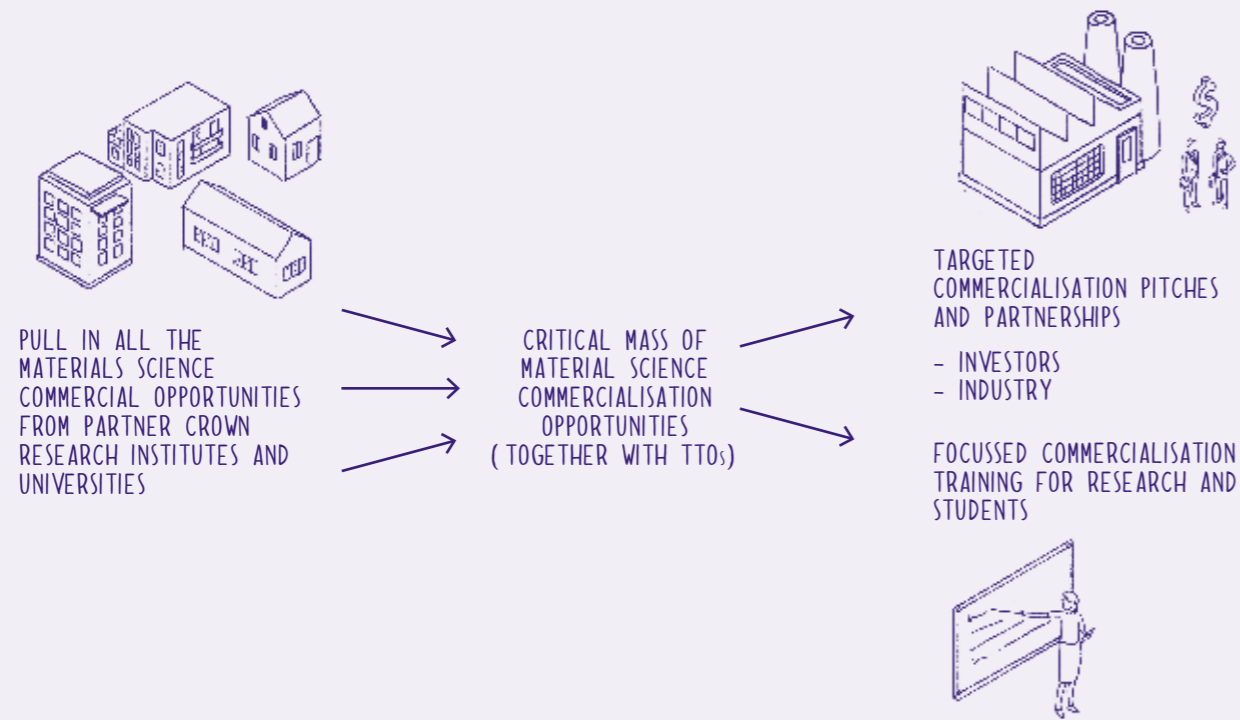 PULL IN ALL THE
MATERIALS SCIENCE
COMMERCIAL OPPORTUNITIES
FROM PARTNER CROWN
RESEARCH INSTITUTES AND
UNIVERSITIES
CRITICAL MASS OF
MATERIAL SCIENCE
COMMERCIALISATION
OPPORTUNITIES
(TOGETHER WITH TTOs)
$
TARGETED
COMMERCIALISATION PITCHES
AND PARTNERSHIPS
- INVESTORS
- INDUSTRY
FOCUSSED COMMERCIALISATION
TRAINING FOR RESEARCH AND
STUDENTS